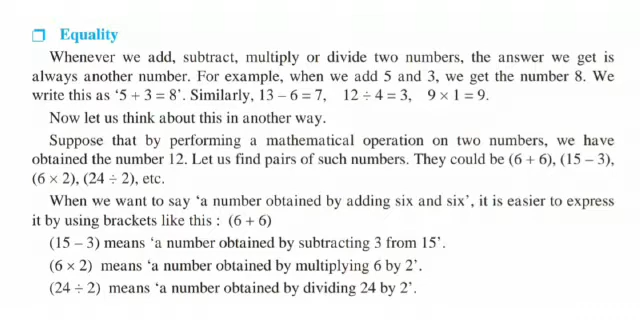 Equality
Whenever we add, subtract, multiply or divide two numbers, the answer we get is
always another number. For example, when we add 5 and 3, we get the number 8. We
write this as ‘5 + 3 = 8’. Similarly, 13 – 6 = 7, 12 ÷ 4 = 3, 9 × 1 = 9.
Now let us think about this in another way.
Suppose that by performing a mathematical operation on two numbers, we have
obtained the number 12. Let us find pairs of such numbers. They could be (6 + 6), (15 – 3),
(6 × 2), (24 ÷ 2), etc.
When we want to say ‘a number obtained by adding six and six’, it is easier to express
it by using brackets like this : (6 + 6)
(15 – 3) means ‘a number obtained by subtracting 3 from 15’.
(6 × 2) means ‘a number obtained by multiplying 6 by 2’.
(24 ÷ 2) means ‘a number obtained by dividing 24 by 2’.